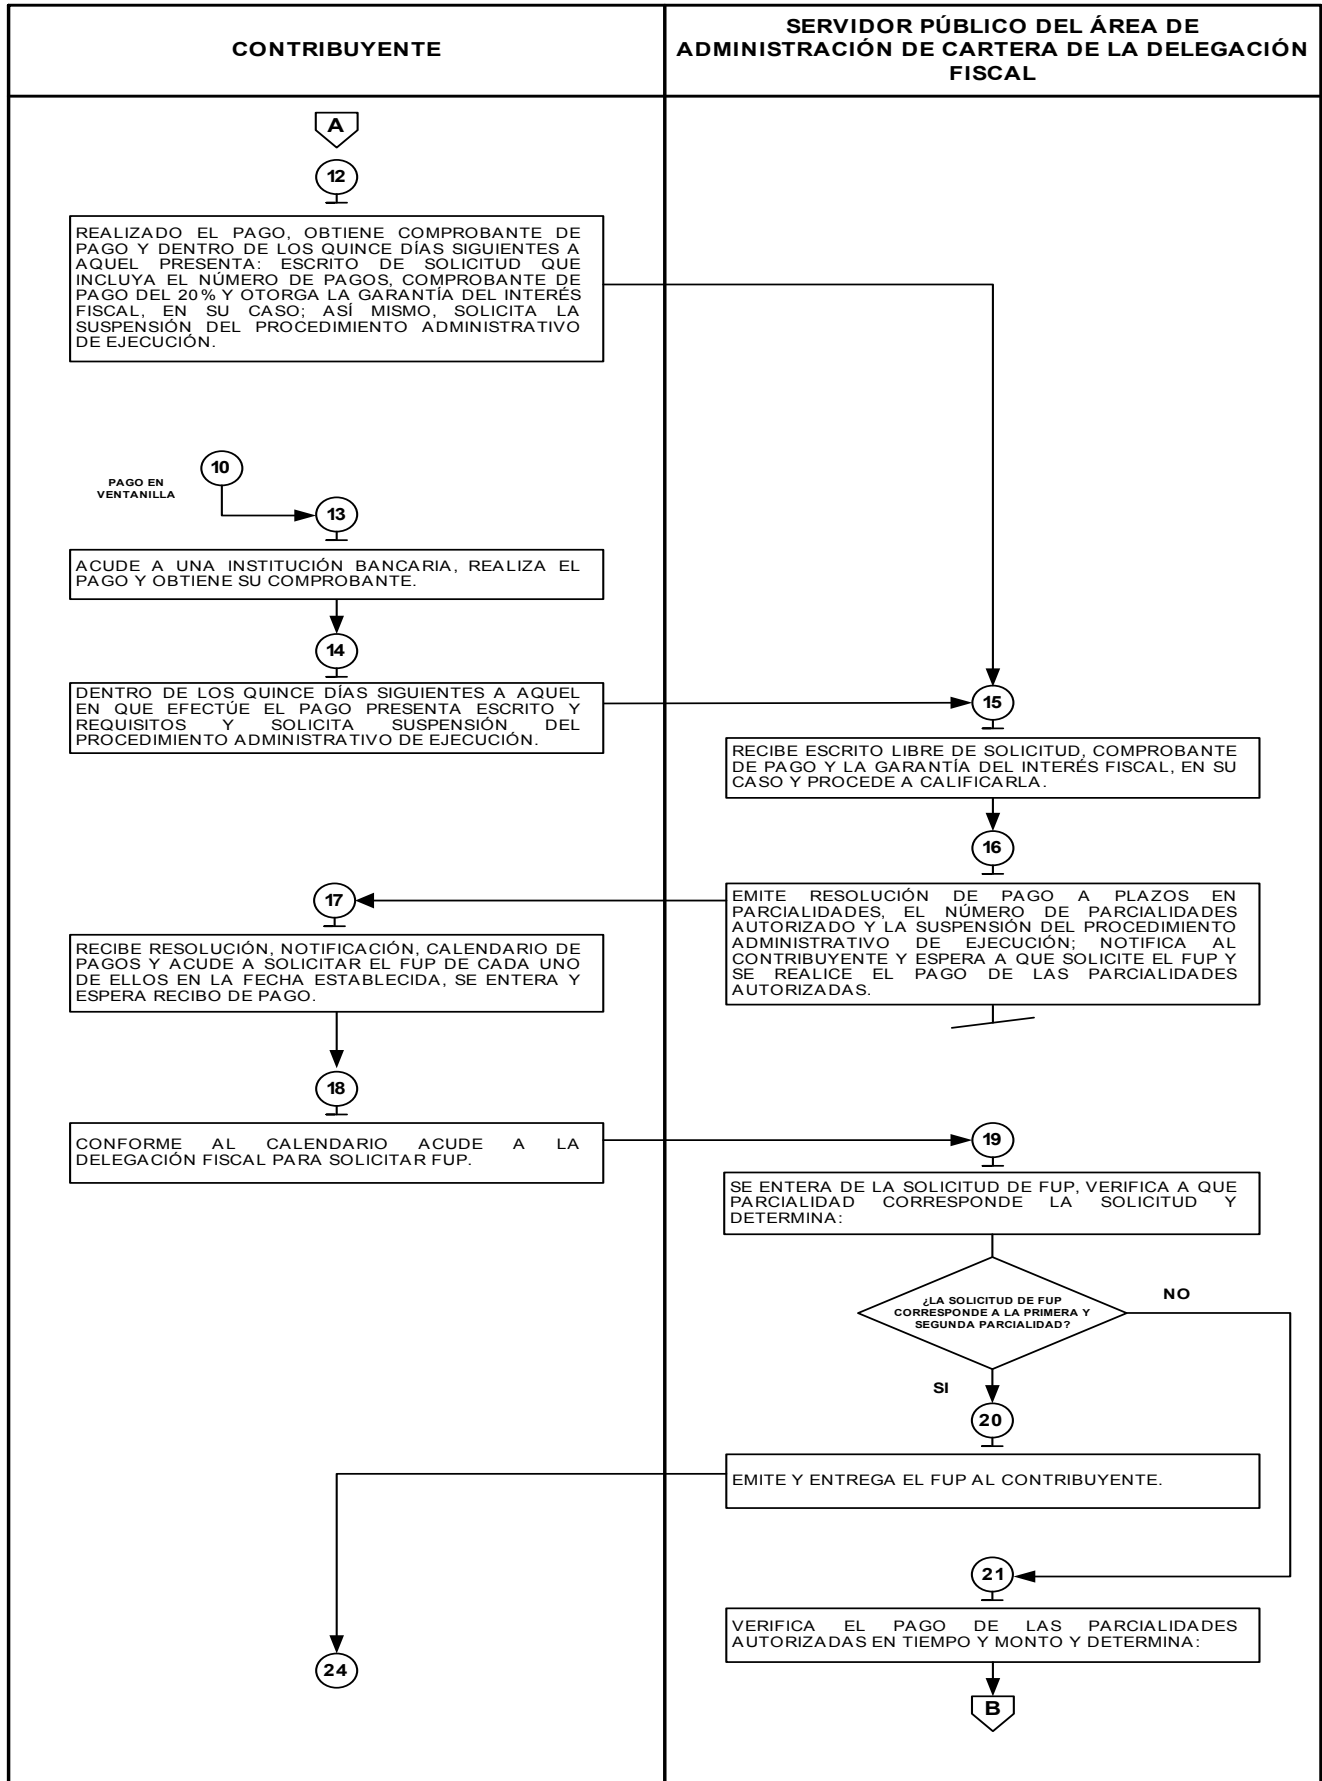 CONTRIBUYENTE
SERVIDOR PÚBLICO DEL ÁREA DE
ADMINISTRACIÓN DE CARTERA DE LA DELEGACIÓN
FISCAL
A
12
REALIZADO EL PAGO, OBTIENE COMPROBANTE DE
PAGO Y DENTRO DE LOS QUINCE DÍAS SIGUIENTES A
AQUEL PRESENTA: ESCRITO DE SOLICITUD QUE
INCLUYA EL NÚMERO DE PAGOS, COMPROBANTE DE
PAGO DEL 20% Y OTORGA LA GARANTÍA DEL INTERÉS
FISCAL, EN SU CASO; ASÍ MISMO, SOLICITA LA
SUSPENSIÓN DEL PROCEDIMIENTO ADMINISTRATIVO
DE EJECUCIÓN.
10
PAGO EN
VENTANILLA
13
ACUDE A UNA INSTITUCIÓN BANCARIA, REALIZA EL
PAGO Y OBTIENE SU COMPROBANTE.
14
DENTRO DE LOS QUINCE DÍAS SIGUIENTES A AQUEL
EN QUE EFECTÚE EL PAGO PRESENTA ESCRITO Y
REQUISITOS Y SOLICITA SUSPENSIÓN DEL
PROCEDIMIENTO ADMINISTRATIVO DE EJECUCIÓN.
15
RECIBE ESCRITO LIBRE DE SOLICITUD, COMPROBANTE
DE PAGO Y LA GARANTÍA DEL INTERÉS FISCAL, EN SU
CASO Y PROCEDE A CALIFICARLA.
16
EMITE RESOLUCIÓN DE PAGO A PLAZOS EN
PARCIALIDADES, EL NÚMERO DE PARCIALIDADES
AUTORIZADO Y LA SUSPENSIÓN DEL PROCEDIMIENTO
ADMINISTRATIVO DE EJECUCIÓN; NOTIFICA AL
CONTRIBUYENTE Y ESPERA A QUE SOLICITE EL FUP Y
SE REALICE EL PAGO DE LAS PARCIALIDADES
AUTORIZADAS.
17
RECIBE RESOLUCIÓN, NOTIFICACIÓN, CALENDARIO DE
PAGOS Y ACUDE A SOLICITAR EL FUP DE CADA UNO
DE ELLOS EN LA FECHA ESTABLECIDA, SE ENTERA Y
ESPERA RECIBO DE PAGO.
18
CONFORME AL CALENDARIO ACUDE A LA
DELEGACIÓN FISCAL PARA SOLICITAR FUP.
19
SE ENTERA DE LA SOLICITUD DE FUP, VERIFICA A QUE
PARCIALIDAD CORRESPONDE LA SOLICITUD Y
DETERMINA:
¿LA SOLICITUD DE FUP
CORRESPONDE A LA PRIMERA Y
SEGUNDA PARCIALIDAD?
NO
SI
20
EMITE Y ENTREGA EL FUP AL CONTRIBUYENTE.
21
VERIFICA EL PAGO DE LAS PARCIALIDADES
AUTORIZADAS EN TIEMPO Y MONTO Y DETERMINA:
24
B